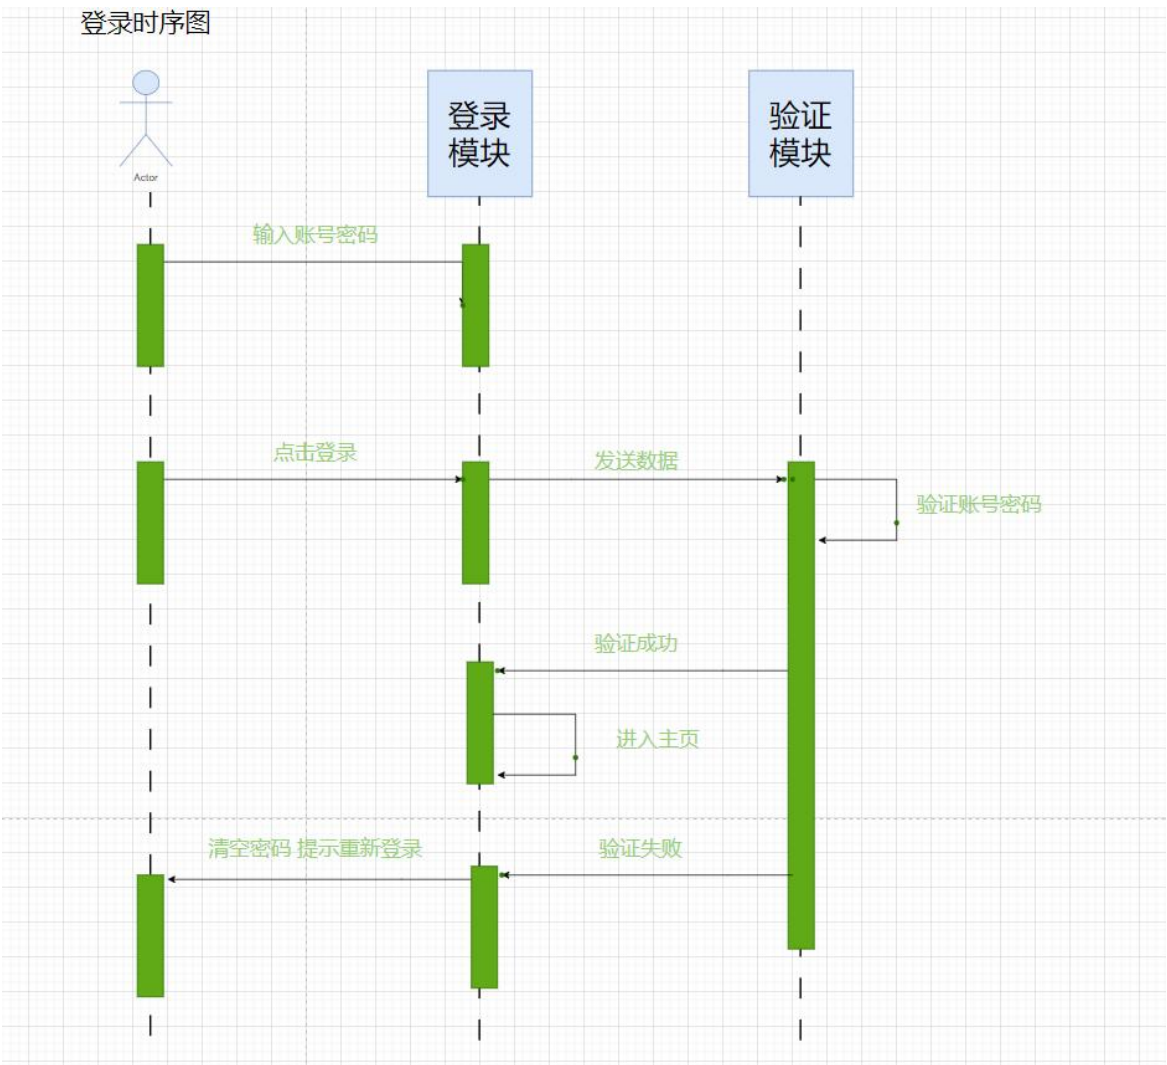 登录时序图
登录
模块
验证
模块
Actor
输入账号密码
点击登录
发送数据
验证账号密码
验证成功
进入主页
清空密码 提示重新登录
验证失败